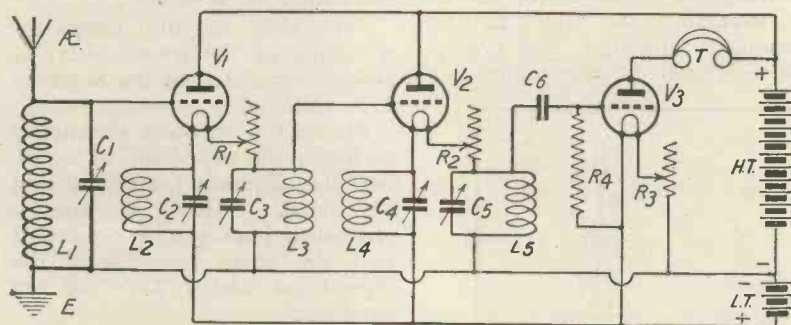 Æ.
V1
V2
C6
T
+
V3
C1
R1
R2
R4
R3
H.T.
C2
C3
C4
C5
L1
L2
L3
L4
L5
E
-
-
L.T.
+